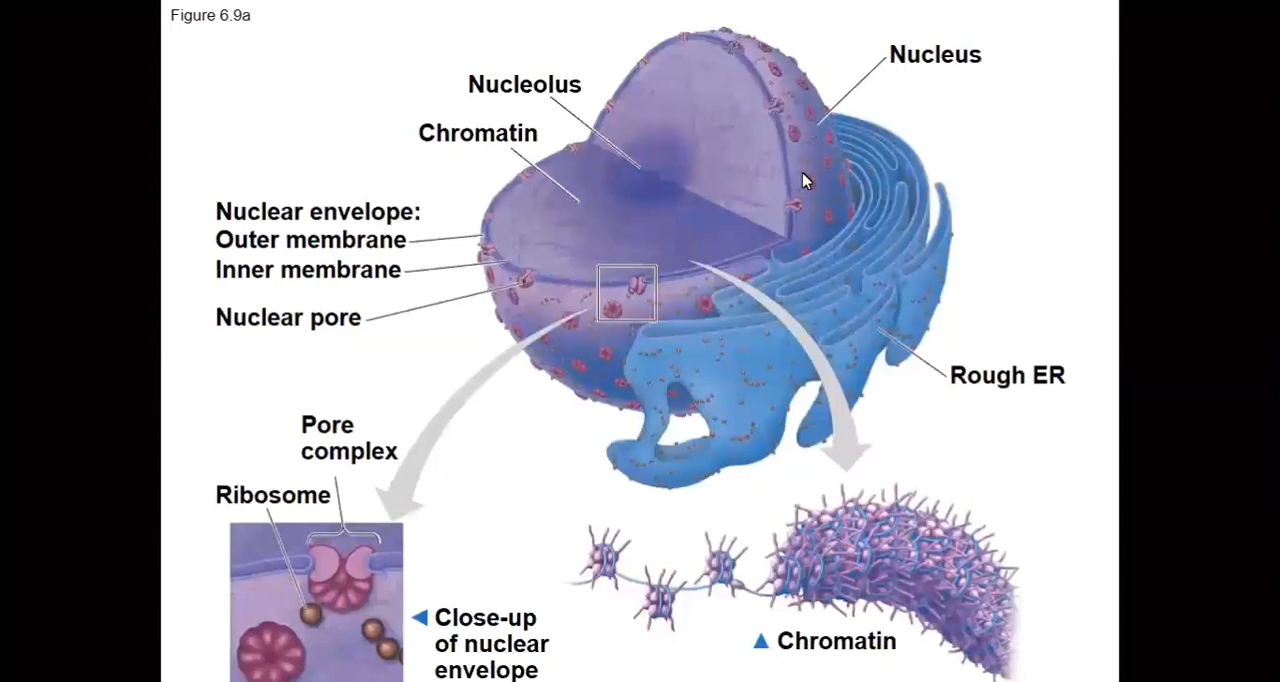 Figure 6.9a
Nucleus
Nucleolus
Chromatin
Nuclear envelope:
Outer membrane
Inner membrane
Nuclear pore
Rough ER
Pore
complex
Ribosome
Close-up
of nuclear
envelope
Chromatin